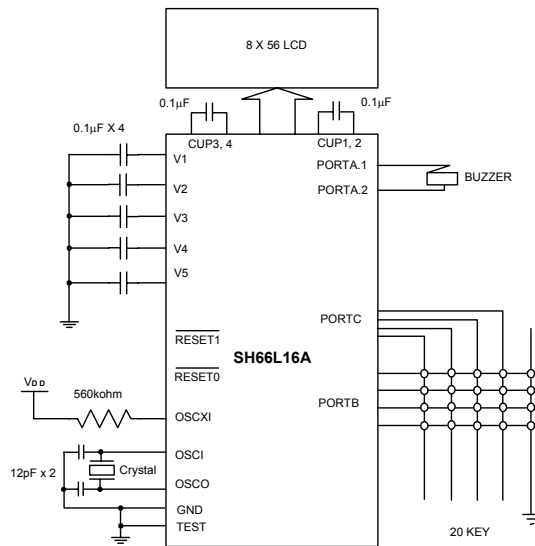 8 X 56 LCD
0.1μF
0.1μF
0.1μF X 4
CUP3, 4
CUP1, 2
V1
PORTA.1
V2
PORTA.2
BUZZER
V3
V4
V5
PORTC
RESET1
SH66L16A
RESET0
VDD
560kohm
OSCXI
PORTB
OSCI
12pF x 2
Crystal
OSCO
GND
TEST
20 KEY